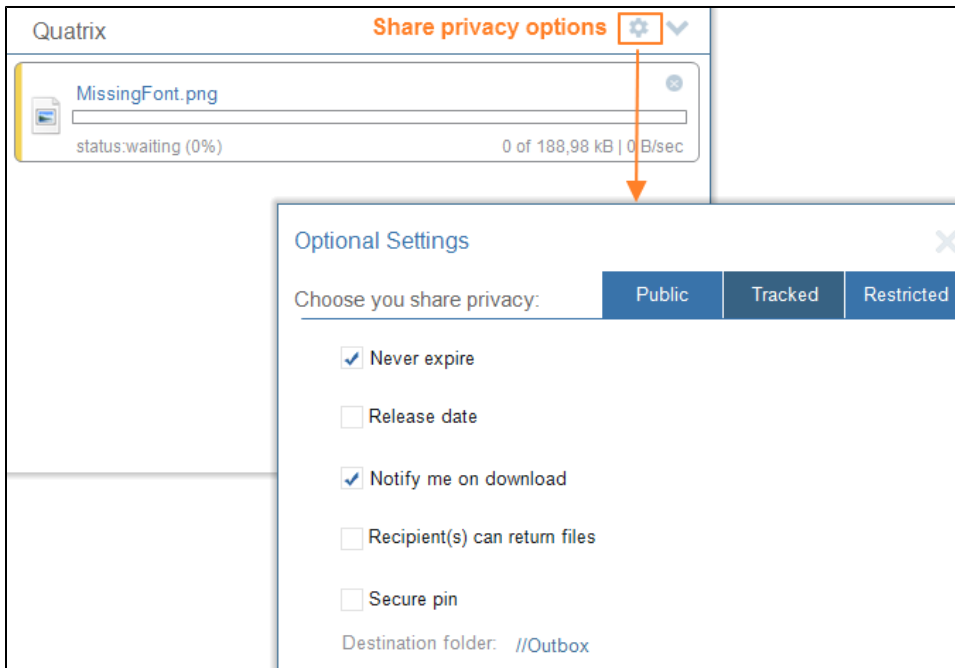 Quatrix
Share privacy options
MissingFont.png
status:waiting (0%)
0 of 188,98 kB | 0 B/sec
Optional Settings
Choose you share privacy:
Public
Tracked
Restricted
Never expire
Release date
Notify me on download
Recipient(s) can return files
Secure pin
Destination folder: //Outbox